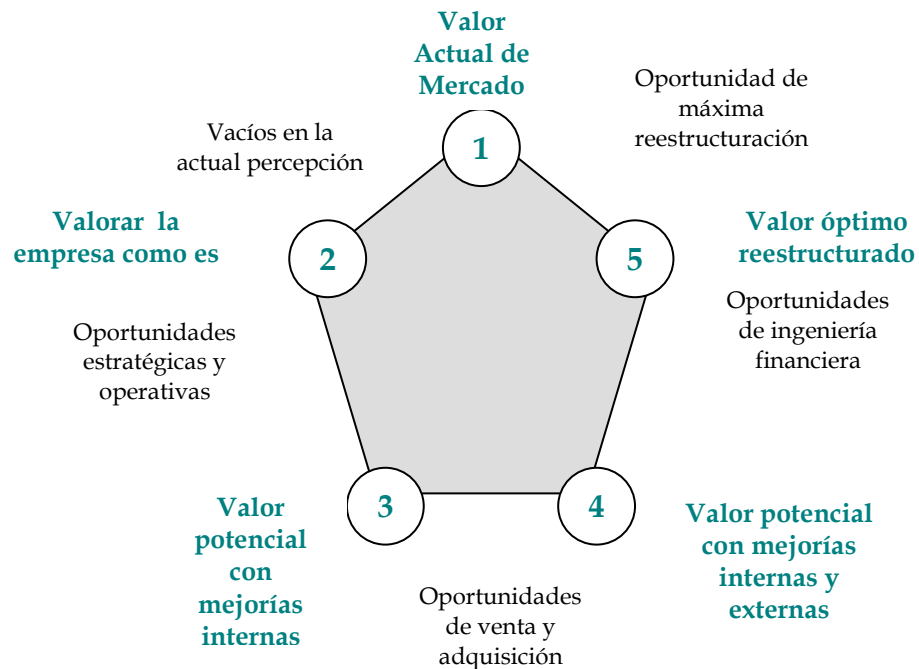 Valor
Actual de
Mercado
Oportunidad de
máxima
reestructuración
Vacíos en la
actual percepción
1
Valorar la
empresa como es
2
5
Valor óptimo
reestructurado
Oportunidades
estratégicas y
operativas
Oportunidades
de ingeniería
financiera
Valor
potencial
con
mejorías
internas
3
4
Valor potencial
con mejorías
internas y
externas
Oportunidades
de venta y
adquisición